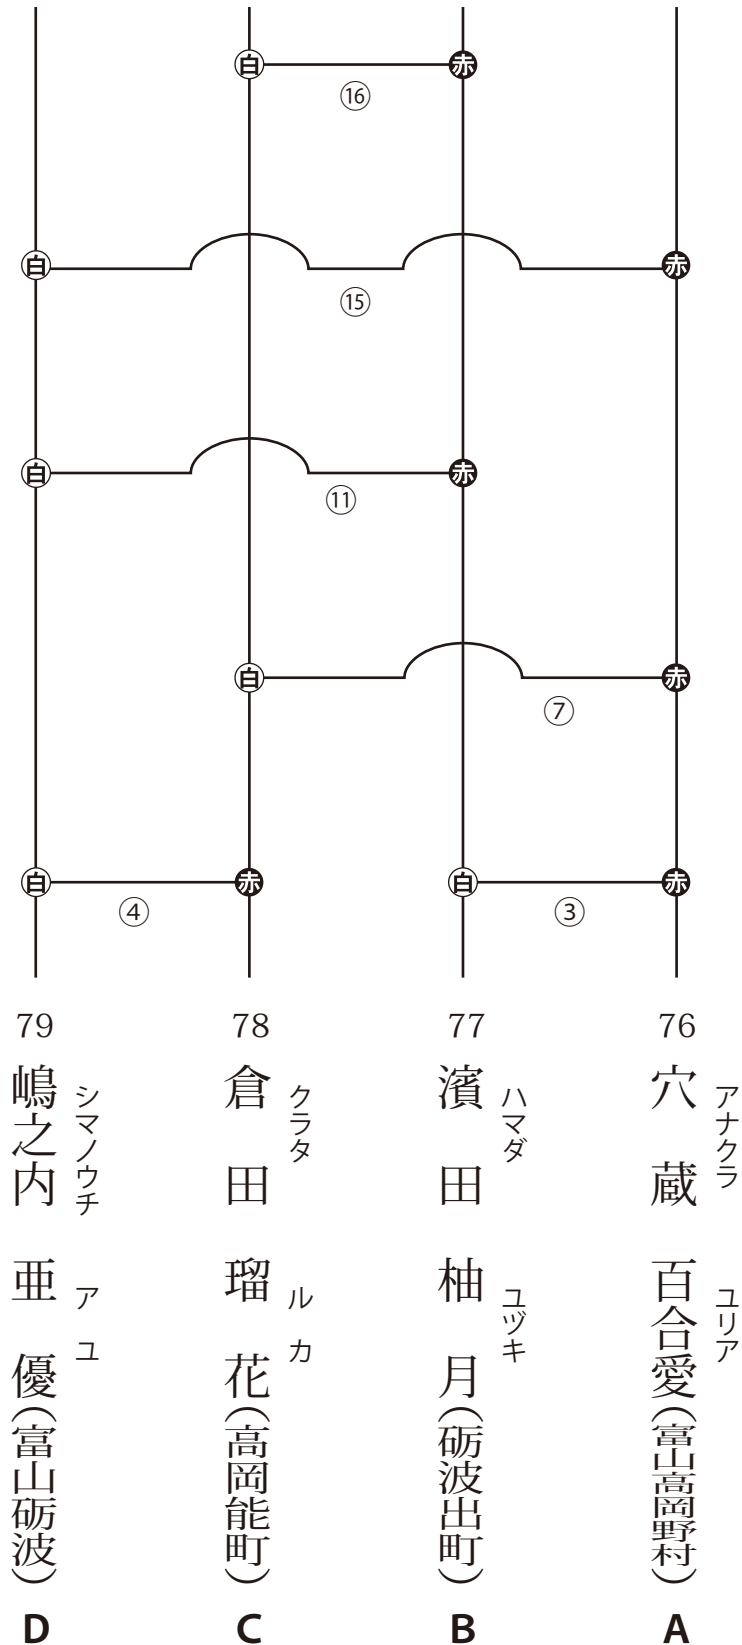 白 赤
⑯
白 赤
⑮
白 赤
⑪
白 赤
⑦
白 赤 白 赤
④ ③
76 穴蔵 百合愛(富山高岡野村) A
アナクラ ユリア
77 濱田 柚月(砺波出町) B
ハマダ ユヅキ
78 倉田 瑠花(高岡能町) C
クラタ ルカ
79 嶋之内 亜優(富山砺波) D
シマノウチ アユ